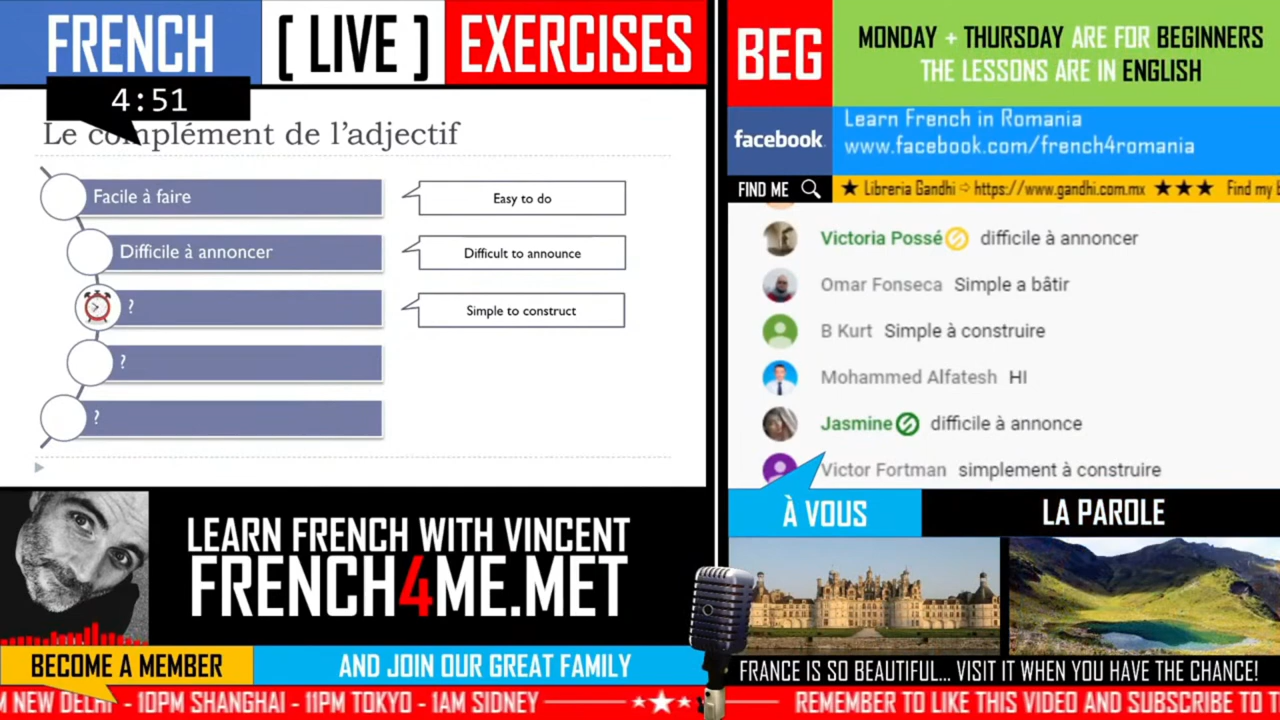 FRENCH
[ LIVE ]
EXERCISES
4:51
Le complément de l’adjectif
Facile à faire
Easy to do
Difficile à annoncer
Difficult to announce
?
Simple to construct
?
?
LEARN FRENCH WITH VINCENT
FRENCH4ME.MET
BECOME A MEMBER
AND JOIN OUR GREAT FAMILY
BEG
MONDAY + THURSDAY ARE FOR BEGINNERS
THE LESSONS ARE IN ENGLISH
facebook.
Learn French in Romania
www.facebook.com/french4romania
FIND ME
★ Libreria Gandhi ⇨ https://www.gandhi.com.mx ★★★ Find my
Victoria Possé difficile à annoncer
Omar Fonseca Simple a bâtir
B Kurt Simple à construire
Mohammed Alfatesh HI
Jasmine difficile à annonce
Victor Fortman simplement à construire
À VOUS
LA PAROLE
FRANCE IS SO BEAUTIFUL... VISIT IT WHEN YOU HAVE THE CHANCE!
NEW DELHI - 10PM SHANGHAI - 11PM TOKYO - 1AM SIDNEY ★★★ REMEMBER TO LIKE THIS VIDEO AND SUBSCRIBE TO